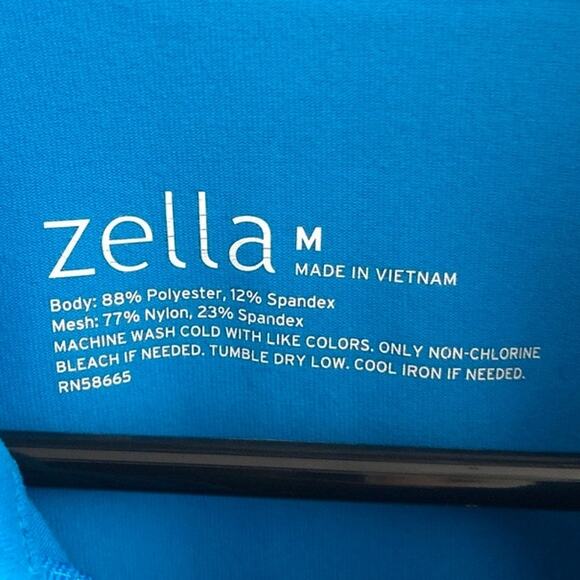 zella M
MADE IN VIETNAM
Body: 88% Polyester, 12% Spandex
Mesh: 77% Nylon, 23% Spandex
MACHINE WASH COLD WITH LIKE COLORS. ONLY NON-CHLORINE
BLEACH IF NEEDED. TUMBLE DRY LOW. COOL IRON IF NEEDED.
RN58665